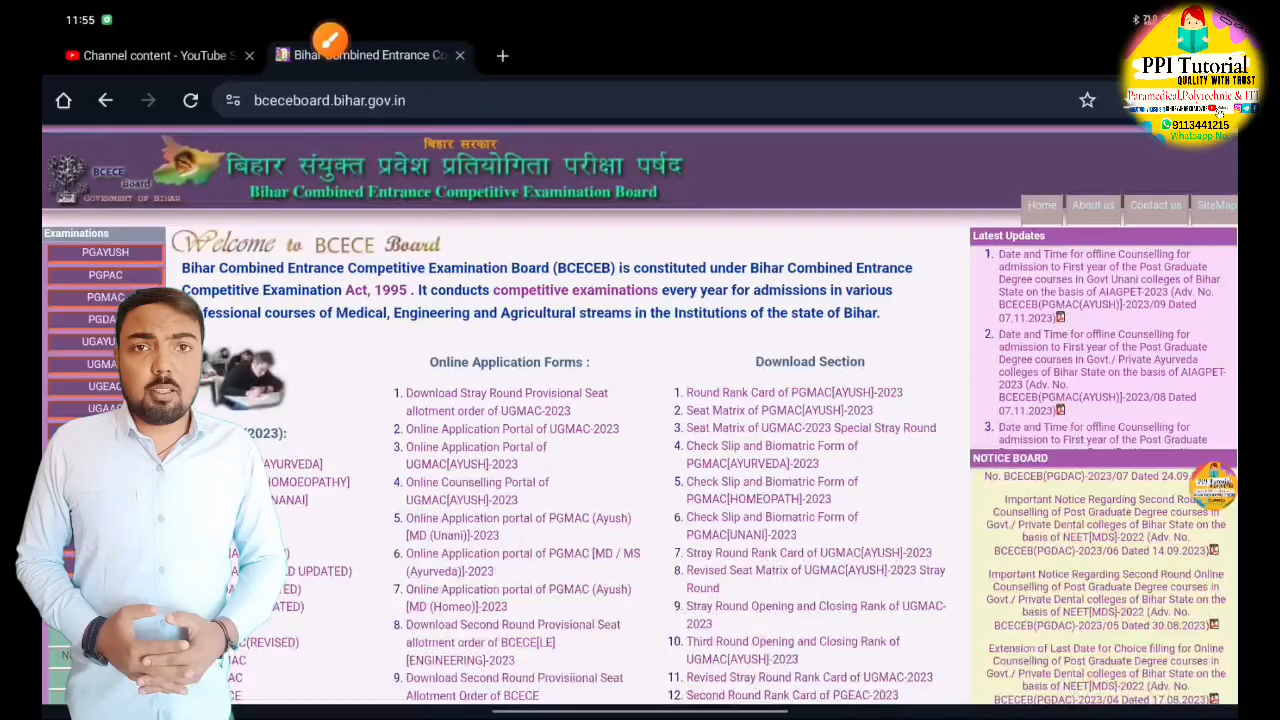 11:55
Channel content - YouTube S
Bihar Combined Entrance Co
bceceboard.bihar.gov.in
PPI Tutorial
QUALITY WITH TRUST
Paramedical,Polytechnic & ITI
9113441215
Whatsapp No.
BCECE
Board
GOVERMENT OF BIHAR
बिहार सरकार
बिहार संयुक्त प्रवेश प्रतियोगिता परीक्षा पर्षद
Bihar Combined Entrance Competitive Examination Board
Home
About us
Contact us
SiteMap
Examinations
PGAYUSH
PGPAC
PGMAC
PGDA
UGAYU
UGMA
UGEAC
UGAAC
(2023):
AYURVEDA]
HOMOEOPATHY]
UNANAI]
)
ED UPDATED)
ATED)
)
C(REVISED)
MAC
AC
CE
Welcome to BCECE Board
Bihar Combined Entrance Competitive Examination Board (BCECEB) is constituted under Bihar Combined Entrance
Competitive Examination Act, 1995 . It conducts competitive examinations every year for admissions in various
fessional courses of Medical, Engineering and Agricultural streams in the Institutions of the state of Bihar.
Online Application Forms :
1. Download Stray Round Provisional Seat
allotment order of UGMAC-2023
2. Online Application Portal of UGMAC-2023
3. Online Application Portal of
UGMAC[AYUSH]-2023
4. Online Counselling Portal of
UGMAC[AYUSH]-2023
5. Online Application portal of PGMAC (Ayush)
[MD (Unani)]-2023
6. Online Application portal of PGMAC [MD / MS
(Ayurveda)]-2023
7. Online Application portal of PGMAC (Ayush)
[MD (Homeo)]-2023
8. Download Second Round Provisional Seat
allotment order of BCECE[LE]
[ENGINEERING]-2023
9. Download Second Round Provisiional Seat
Allotment Order of BCECE
Download Section
1. Round Rank Card of PGMAC[AYUSH]-2023
2. Seat Matrix of PGMAC[AYUSH]-2023
3. Seat Matrix of UGMAC-2023 Special Stray Round
4. Check Slip and Biomatric Form of
PGMAC[AYURVEDA]-2023
5. Check Slip and Biomatric Form of
PGMAC[HOMEOPATH]-2023
6. Check Slip and Biomatric Form of
PGMAC[UNANI]-2023
7. Stray Round Rank Card of UGMAC[AYUSH]-2023
8. Revised Seat Matrix of UGMAC[AYUSH]-2023 Stray
Round
9. Stray Round Opening and Closing Rank of UGMAC-
2023
10. Third Round Opening and Closing Rank of
UGMAC[AYUSH]-2023
11. Revised Stray Round Rank Card of UGMAC-2023
12. Second Round Rank Card of PGEAC-2023
Latest Updates
1. Date and Time for offline Counselling for
admission to First year of the Post Graduate
Degree courses in Govt Unani colleges of Bihar
State on the basis of AIAGPET-2023 (Adv. No.
BCECEB(PGMAC(AYUSH)]-2023/09 Dated
07.11.2023)
2. Date and Time for offline Counselling for
admission to First year of the Post Graduate
Degree courses in Govt./ Private Ayurveda
colleges of Bihar State on the basis of AIAGPET-
2023 (Adv. No.
BCECEB(PGMAC(AYUSH)]-2023/08 Dated
07.11.2023)
3. Date and Time for offline Counselling for
admission to First year of the Post Graduate
NOTICE BOARD
No. BCECEB(PGDAC)-2023/07 Dated 24.09.
Important Notice Regarding Second Rou
Counselling of Post Graduate Degree courses in
Govt./ Private Dental colleges of Bihar State on the
basis of NEET[MDS]-2022 (Adv. No.
BCECEB(PGDAC)-2023/06 Dated 14.09.2023)
Important Notice Regarding Second Round Online
Counselling of Post Graduate Degree courses in
Govt./ Private Dental colleges of Bihar State on the
basis of NEET[MDS]-2022 (Adv. No.
BCECEB(PGDAC)-2023/05 Dated 30.08.2023)
Extension of Last Date for Choice filling for Online
Counselling of Post Graduate Degree courses in
Govt./ Private Dental colleges of Bihar State on the
basis of NEET[MDS]-2022 (Adv. No.
BCECEB(PGDAC)-2023/04 Dated 17.08.2023)
PPI Tutorial